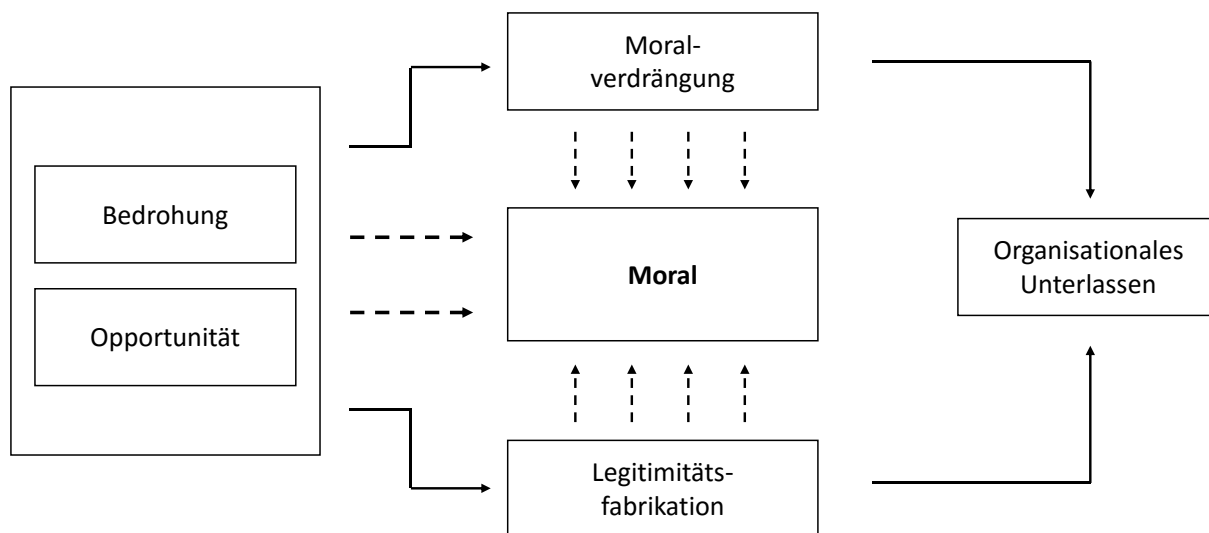 Moral-
verdrängung
Bedrohung
Opportunität
Moral
Organisationales
Unterlassen
Legitimitäts-
fabrikation